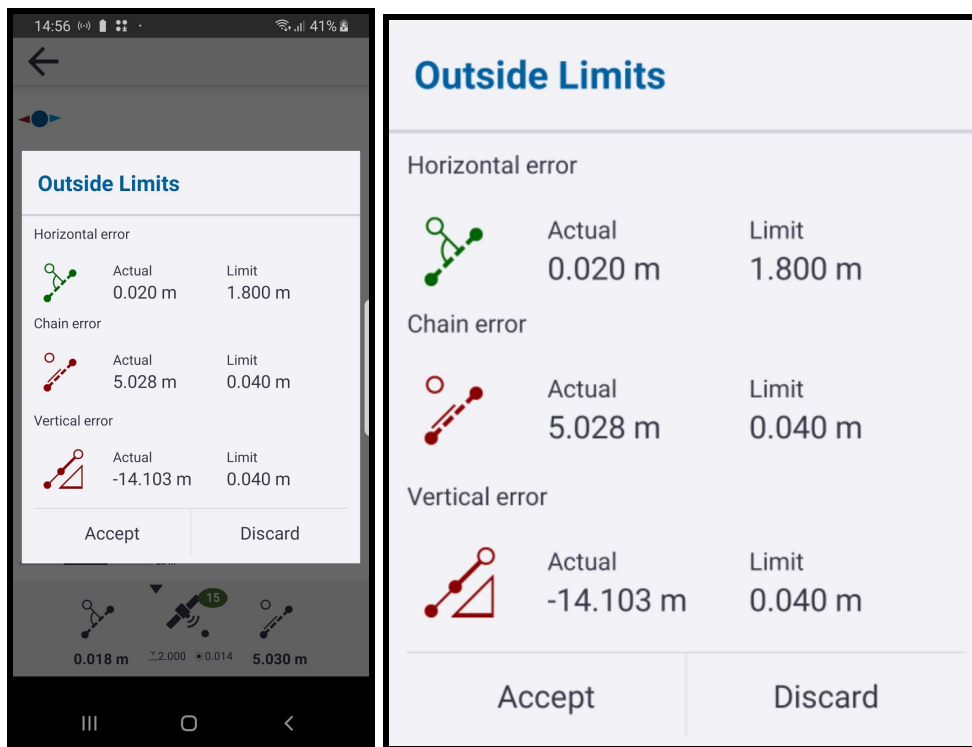 14:56
41%
Outside Limits
Horizontal error
Actual Limit
0.020 m 1.800 m
Chain error
Actual Limit
5.028 m 0.040 m
Vertical error
Actual Limit
-14.103 m 0.040 m
Accept Discard
15
0.018 m 2.000 0.014 5.030 m
Outside Limits
Horizontal error
Actual Limit
0.020 m 1.800 m
Chain error
Actual Limit
5.028 m 0.040 m
Vertical error
Actual Limit
-14.103 m 0.040 m
Accept Discard